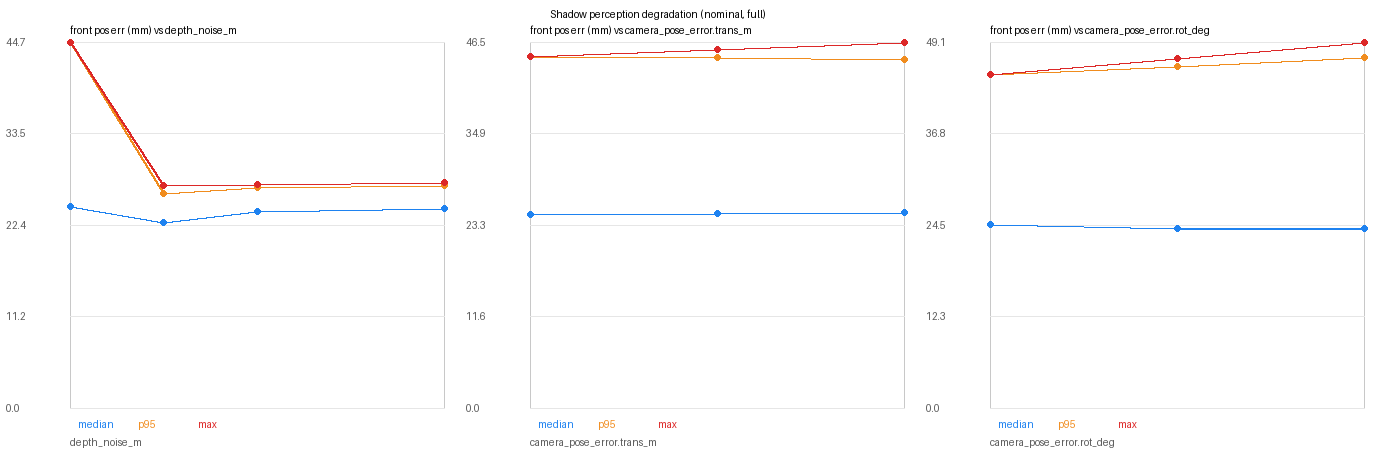 Shadow perception degradation (nominal, full)
front pos err (mm) vs depth_noise_m
44.7
33.5
22.4
11.2
0.0
median p95 max
depth_noise_m
front pos err (mm) vs camera_pose_error.trans_m
46.5
34.9
23.3
11.6
0.0
median p95 max
camera_pose_error.trans_m
front pos err (mm) vs camera_pose_error.rot_deg
49.1
36.8
24.5
12.3
0.0
median p95 max
camera_pose_error.rot_deg